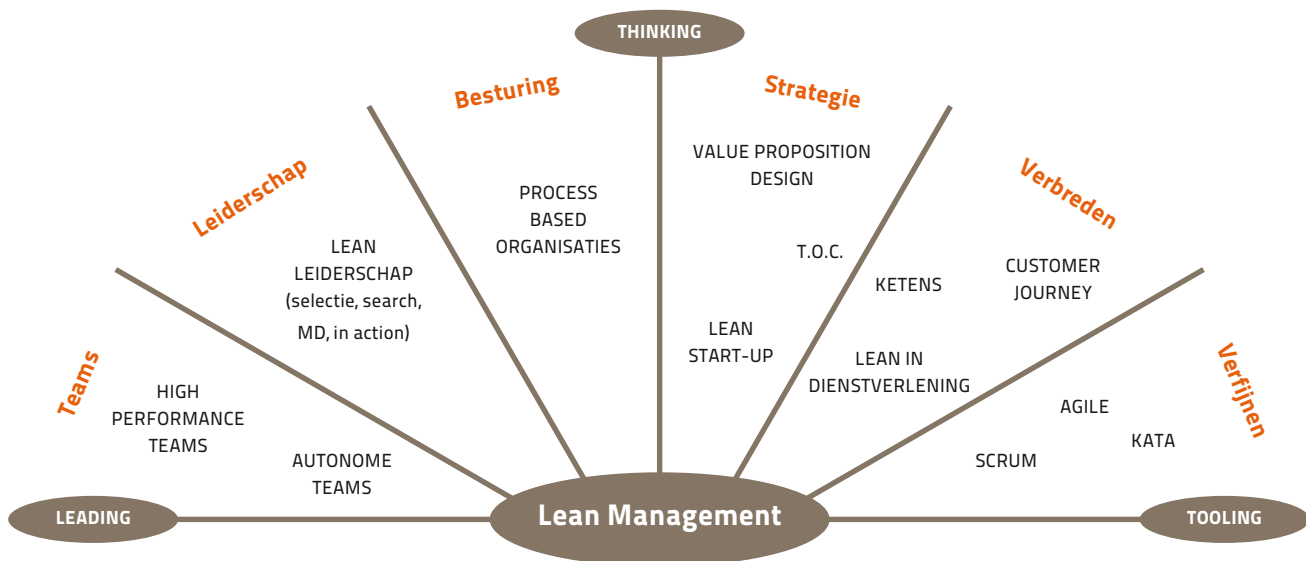 THINKING
Besturing
Strategie
Leiderschap
Verbreden
Teams
Verfijnen
VALUE PROPOSITION
DESIGN
PROCESS
BASED
ORGANISATIES
LEAN
LEIDERSCHAP
(selectie, search,
MD, in action)
T.O.C.
KETENS
CUSTOMER
JOURNEY
LEAN
START-UP
LEAN IN
DIENSTVERLENING
HIGH
PERFORMANCE
TEAMS
AUTONOME
TEAMS
AGILE
KATA
SCRUM
LEADING
Lean Management
TOOLING